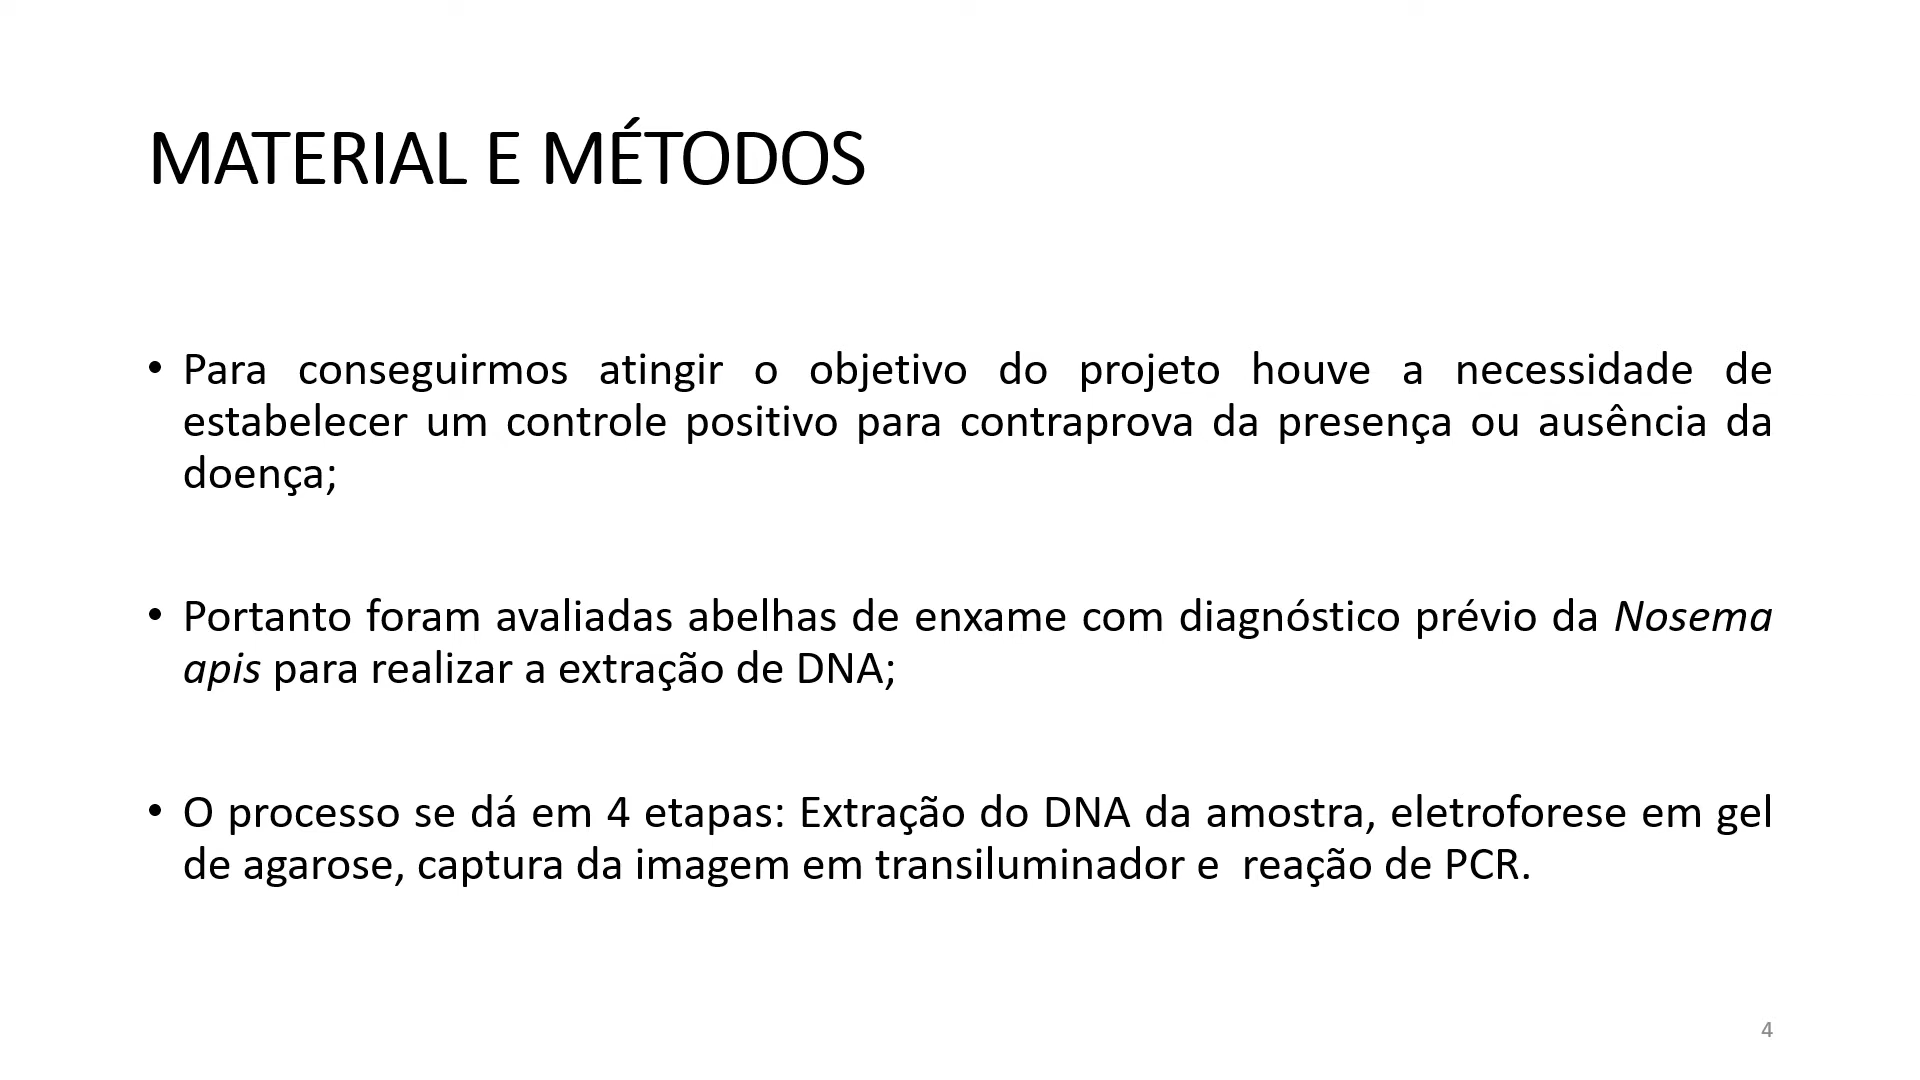 MATERIAL E MÉTODOS
• Para conseguirmos atingir o objetivo do projeto houve a necessidade de
estabelecer um controle positivo para contraprova da presença ou ausência da
doença;
• Portanto foram avaliadas abelhas de enxame com diagnóstico prévio da Nosema
apis para realizar a extração de DNA;
• O processo se dá em 4 etapas: Extração do DNA da amostra, eletroforese em gel
de agarose, captura da imagem em transiluminador e  reação de PCR.
4